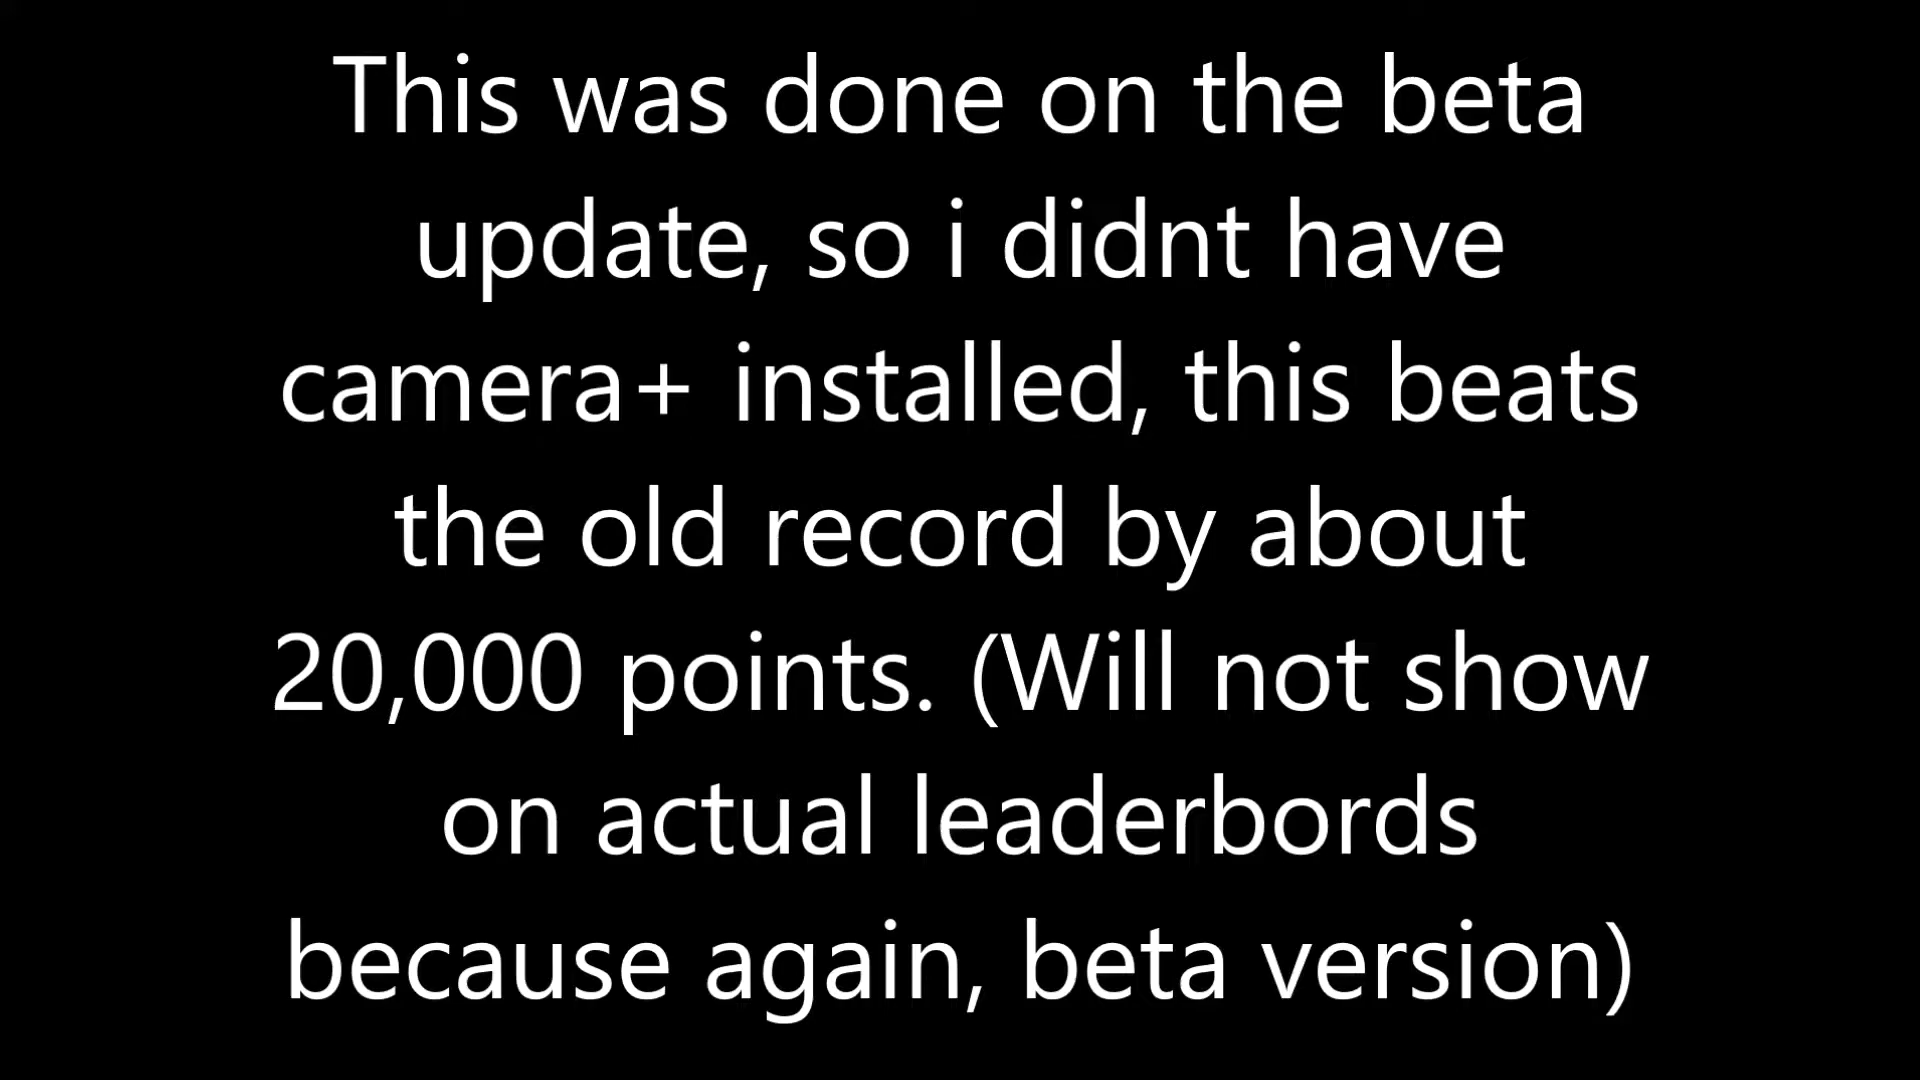 This was done on the beta
update, so i didnt have
camera+ installed, this beats
the old record by about
20,000 points. (Will not show
on actual leaderbords
because again, beta version)